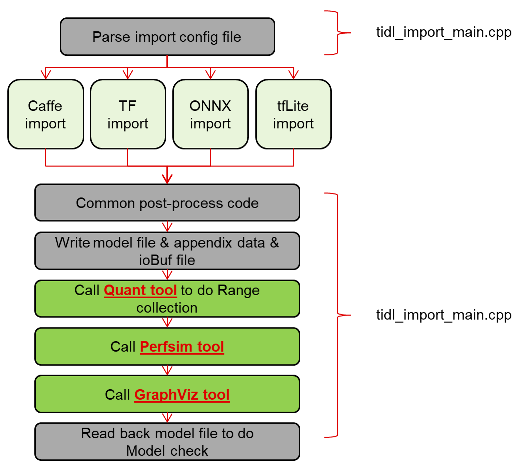 Parse import config file
tidl_import_main.cpp
Caffe
import
TF
import
ONNX
import
tfLite
import
Common post-process code
Write model file & appendix data &
ioBuf file
Call Quant tool to do Range
collection
tidl_import_main.cpp
Call Perfsim tool
Call GraphViz tool
Read back model file to do
Model check